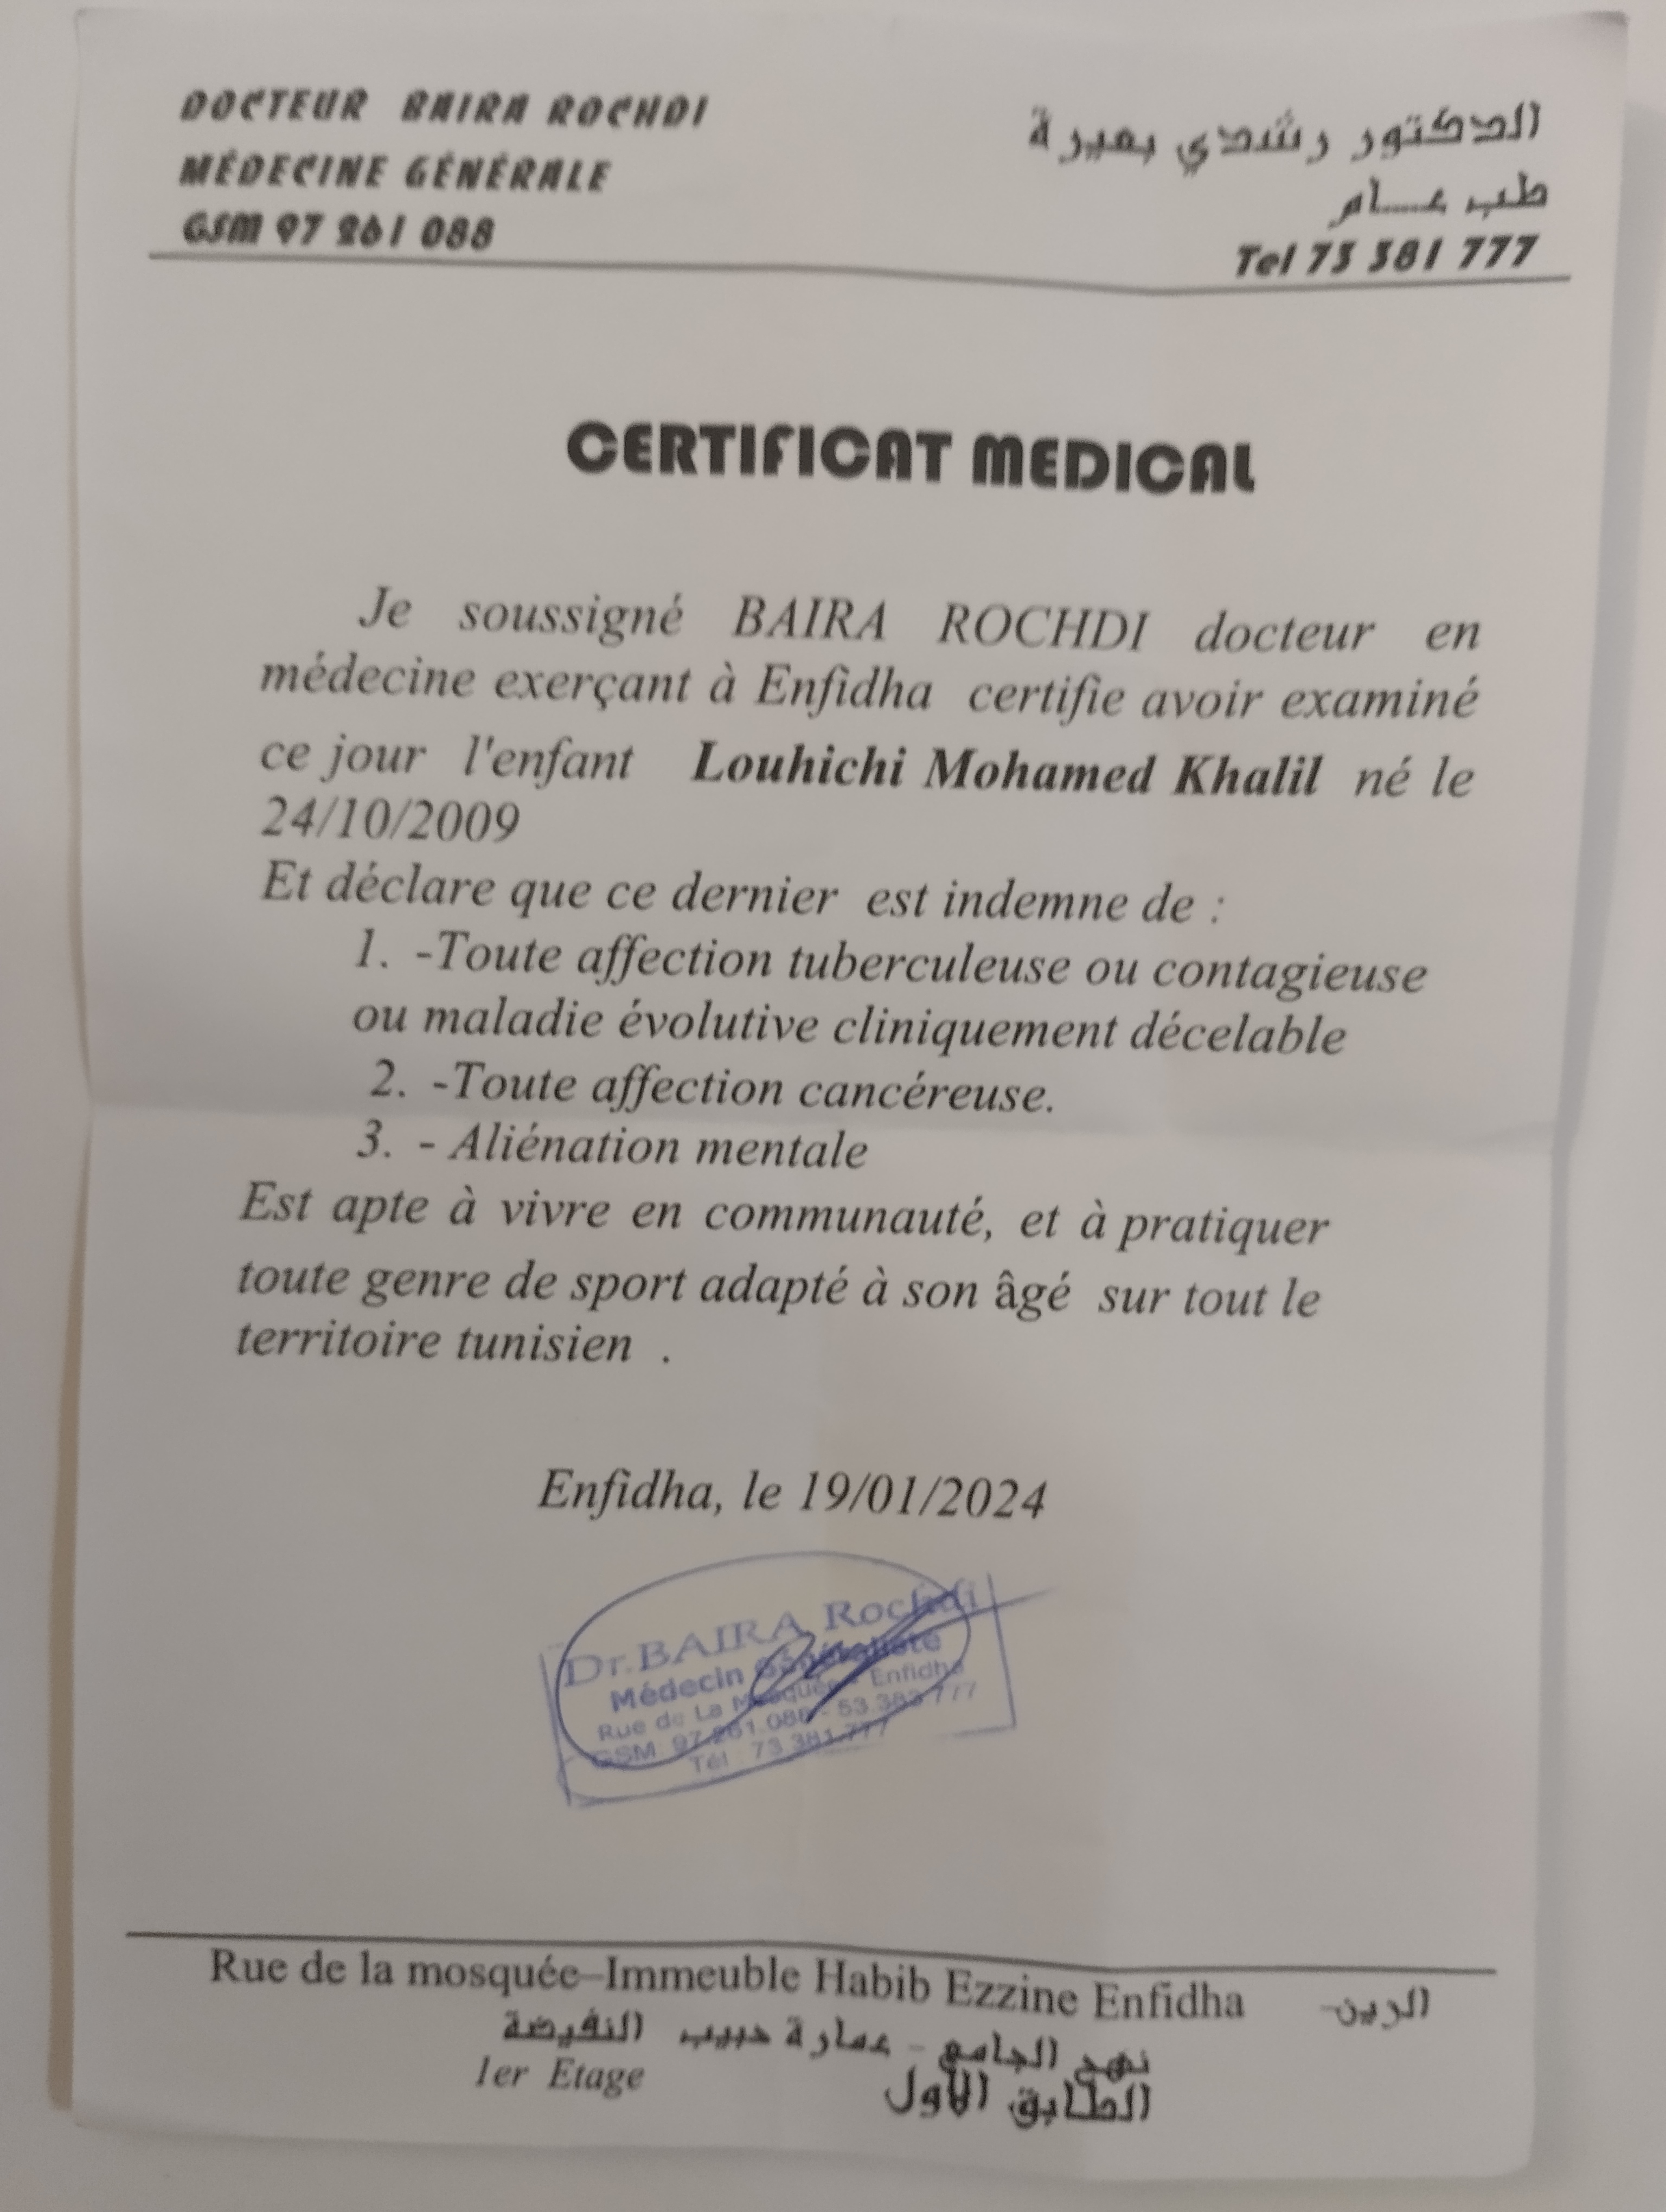 DOCTEUR BAIRA ROCHDI
MÉDECINE GÉNÉRALE
GSM 97 261 088
الدكتور رشدي بعيرة
طب عــام
Tel 73 381 777
CERTIFICAT MEDICAL
Je soussigné BAIRA ROCHDI docteur en
médecine exerçant à Enfidha certifie avoir examiné
ce jour l'enfant Louhichi Mohamed Khalil né le
24/10/2009
Et déclare que ce dernier est indemne de :
1. -Toute affection tuberculeuse ou contagieuse
ou maladie évolutive cliniquement décelable
2. -Toute affection cancéreuse.
3. - Aliénation mentale
Est apte à vivre en communauté, et à pratiquer
toute genre de sport adapté à son âgé sur tout le
territoire tunisien .
Enfidha, le 19/01/2024
Dr.BAIRA Rochdi
Médecin Généraliste
Rue de La Mosquée - Enfidha
GSM 97.261.088 - 53.383.777
Tél : 73.381.777
Rue de la mosquée–Immeuble Habib Ezzine Enfidha الزين-
نهج الجامع - عمارة حبيب النفيضة
1er Etage الطابق الأول